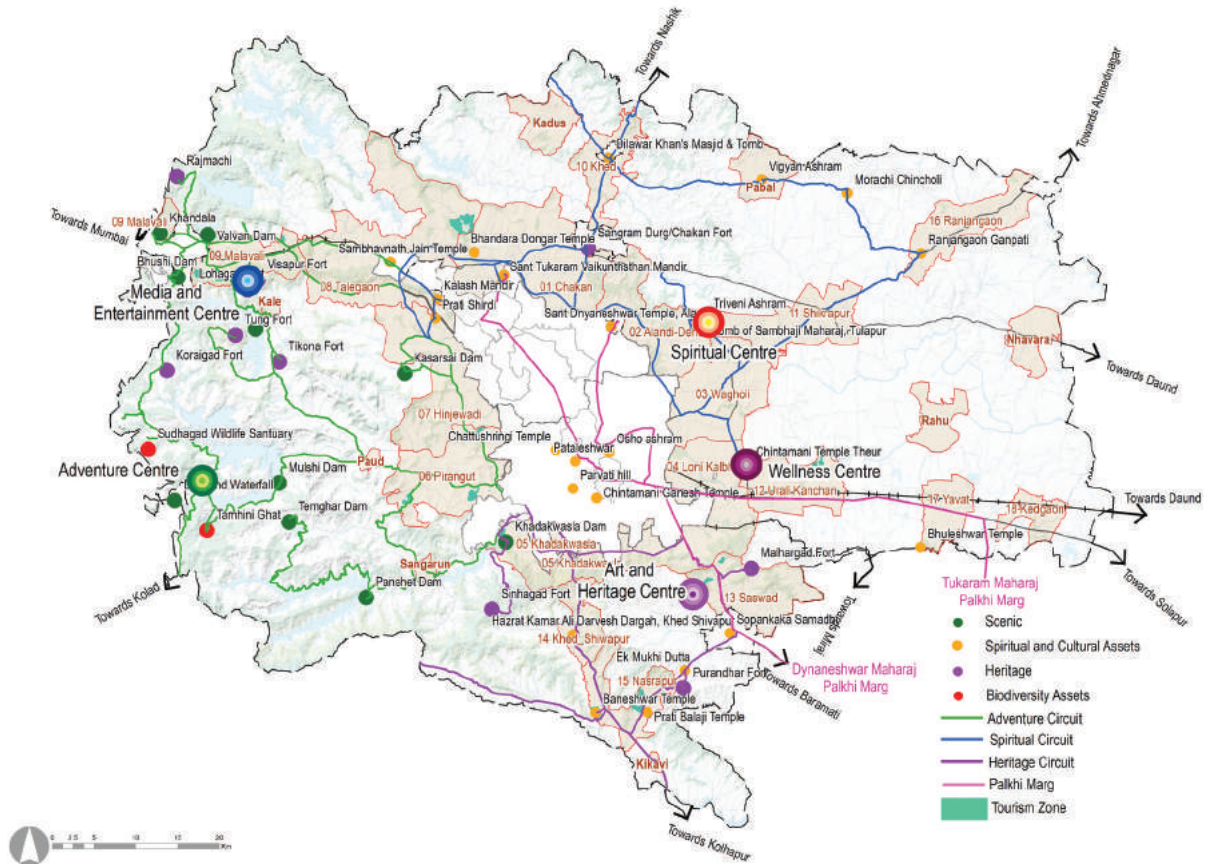 Towards Nashik
Towards Ahmednagar
Kadus
Dilawar Khan's Masjid & Tomb
10 Khed
Vigyan Ashram
Pabal
Morachi Chincholi
Rajmachi
09 Malavali
Khandala
Towards Mumbai
Valvan Dam
16 Ranjangaon
Ranjangaon Ganpati
Sangram Durg/Chakan Fort
Bhandara Dongar Temple
Sambhavnath Jain Temple
09 Malavali
Bhushi Dam
Visapur Fort
Sant Tukaram Vaikunthsthan Mandir
01 Chakan
08 Talegaon
Kalash Mandir
Prati Shirdi
Media and
Entertainment Centre
Kale
Tung Fort
Triveni Ashram
Sant Dnyaneshwar Temple,
11 Shikrapur
02 Alandi-
Tomb of Sambhaji Maharaj, Tulapur
Spiritual Centre
Nhavara
Towards Daund
Koraigad Fort
Tikona Fort
Kasarsai Dam
03 Wagholi
07 Hinjewadi
Rahu
Sudhagad Wildlife Santuary
Chattushringi Temple
Osho ashram
Pataleshwar
Chintamani Temple Theur
Adventure Centre
Paud
Mulshi Dam
06 Pirangut
Parvati hill
04 Loni
Wellness Centre
Waterfall
Chintamani Ganesh Temple
12 Urali Kanchan
17 Yavat
18 Kedgaon
Towards Daund
Temghar Dam
Tamhini Ghat
Khadakwasla Dam
05 Khadakwasla
Bhuleshwar Temple
Malhargad Fort
Sangarun
05
Art and
Heritage Centre
Towards Kolad
Panshet Dam
Sinhagad Fort
13 Saswad
Towards Miraj
Towards Solapur
Tukaram Maharaj
Palkhi Marg
Hazrat Kamar Ali Darvesh Dargah, Khed Shivapur
Sopankaka Samadhi
14 Khed_Shiwapur
Ek Mukhi Dutta
Purandhar Fort
Towards Baramati
Dynaneshwar Maharaj
Palkhi Marg
15 Nasrapur
Baneshwar Temple
Prati Balaji Temple
Kikavi
Towards Kolhapur
Scenic
Spiritual and Cultural Assets
Heritage
Biodiversity Assets
Adventure Circuit
Spiritual Circuit
Heritage Circuit
Palkhi Marg
Tourism Zone
0 2.5 5 10 15 20
Km